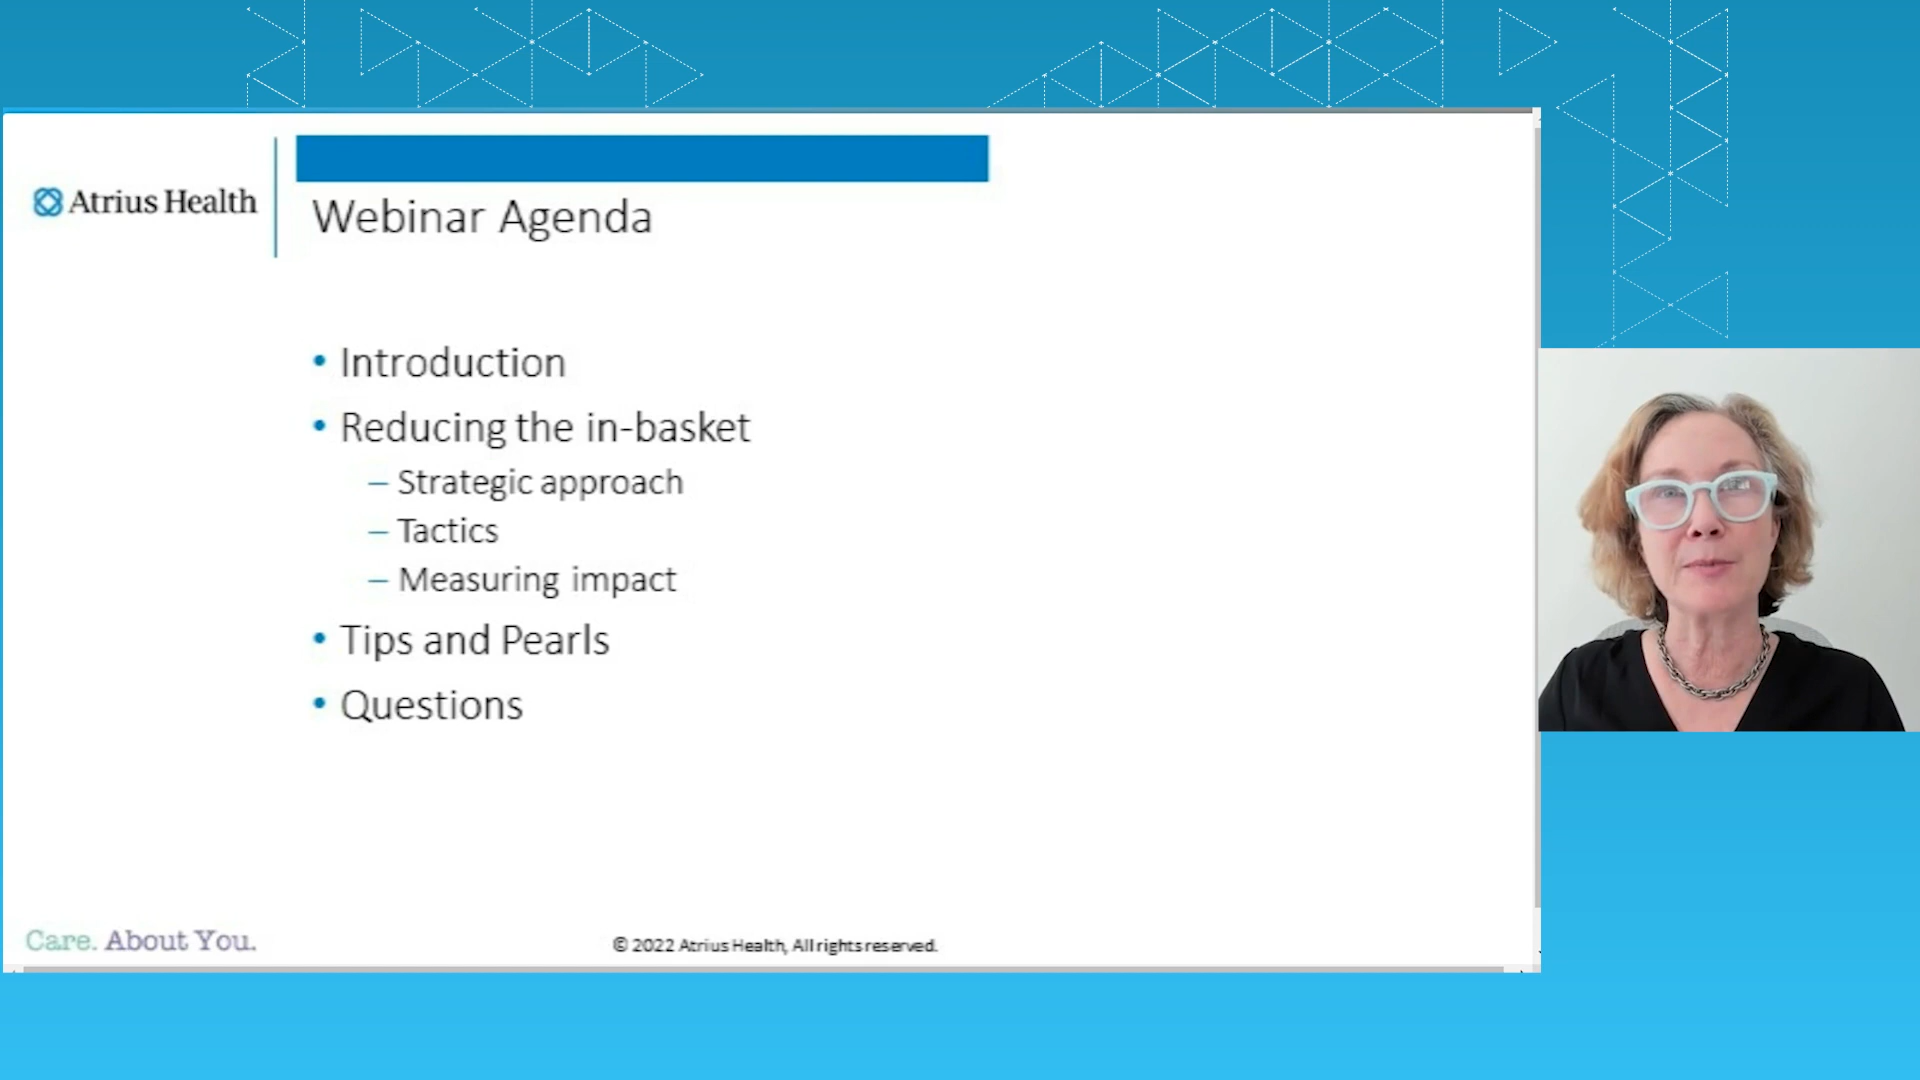 Atrius Health
Webinar Agenda
• Introduction
• Reducing the in-basket
– Strategic approach
– Tactics
– Measuring impact
• Tips and Pearls
• Questions
Care. About You.
© 2022 Atrius Health, All rights reserved.